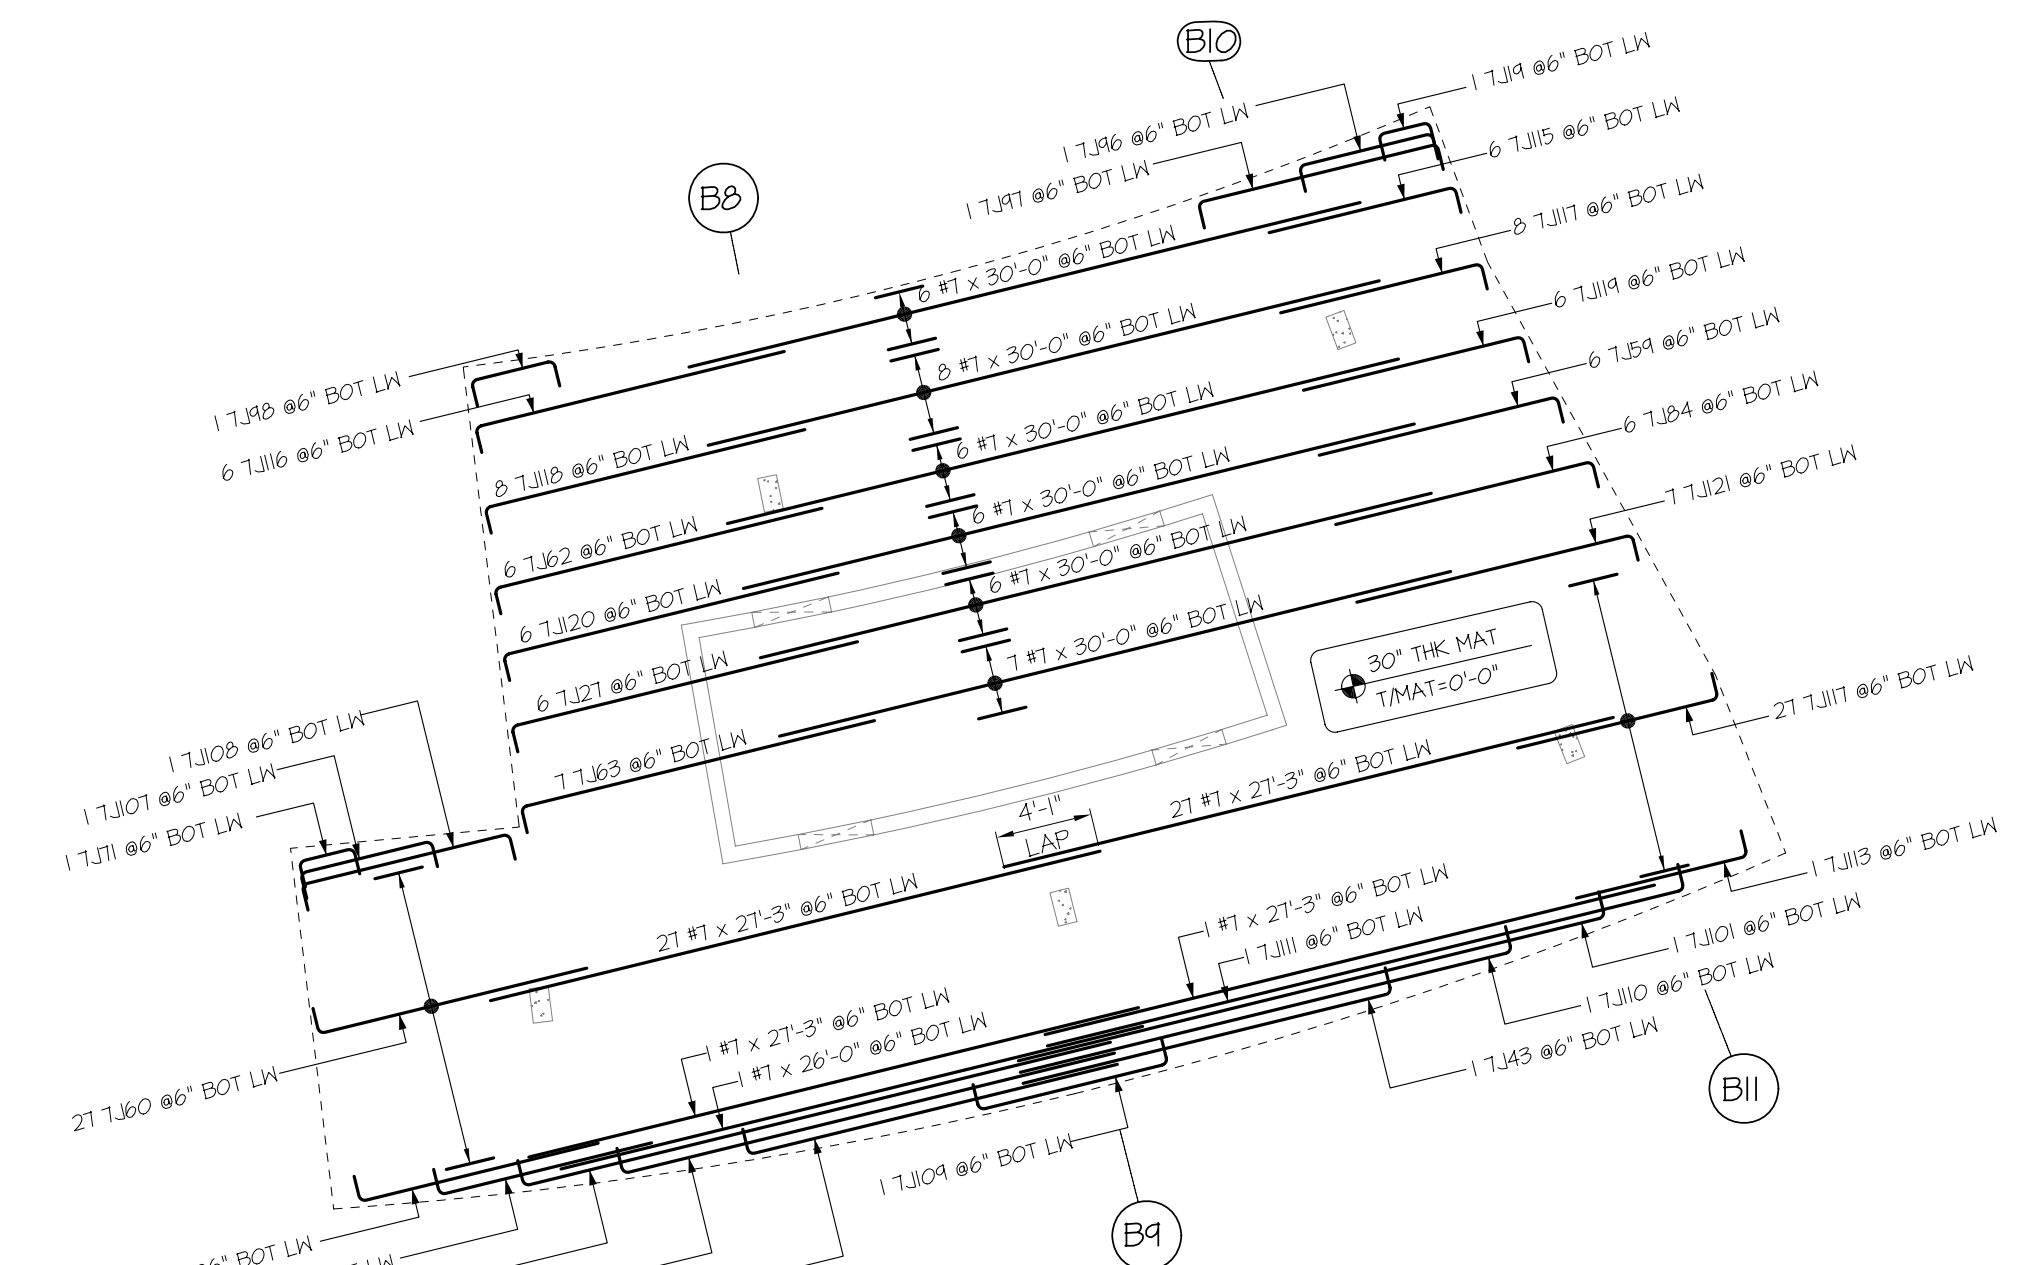 B10
1 7J19 @6" BOT LW
1 7J96 @6" BOT LW
6 7J115 @6" BOT LW
1 7J97 @6" BOT LW
B8
8 7J117 @6" BOT LW
6 #7 x 30'-0" @6" BOT LW
6 7J119 @6" BOT LW
8 #7 x 30'-0" @6" BOT LW
6 7J59 @6" BOT LW
1 7J98 @6" BOT LW
6 #7 x 30'-0" @6" BOT LW
6 7J84 @6" BOT LW
6 7J116 @6" BOT LW
8 7J118 @6" BOT LW
6 #7 x 30'-0" @6" BOT LW
7 7J121 @6" BOT LW
6 7J62 @6" BOT LW
6 #7 x 30'-0" @6" BOT LW
6 7J120 @6" BOT LW
7 #7 x 30'-0" @6" BOT LW
30" THK MAT
T/MAT=0'-0"
6 7J27 @6" BOT LW
27 7J117 @6" BOT LW
1 7J108 @6" BOT LW
7 7J63 @6" BOT LW
27 #7 x 27'-3" @6" BOT LW
1 7J107 @6" BOT LW
4'-1"
LAP
1 7J71 @6" BOT LW
1 7J113 @6" BOT LW
27 #7 x 27'-3" @6" BOT LW
1 #7 x 27'-3" @6" BOT LW
1 7J101 @6" BOT LW
1 7J111 @6" BOT LW
1 7J110 @6" BOT LW
1 #7 x 27'-3" @6" BOT LW
1 #7 x 26'-0" @6" BOT LW
1 7J43 @6" BOT LW
27 7J60 @6" BOT LW
B11
1 7J109 @6" BOT LW
B9
@6" BOT LW
LW